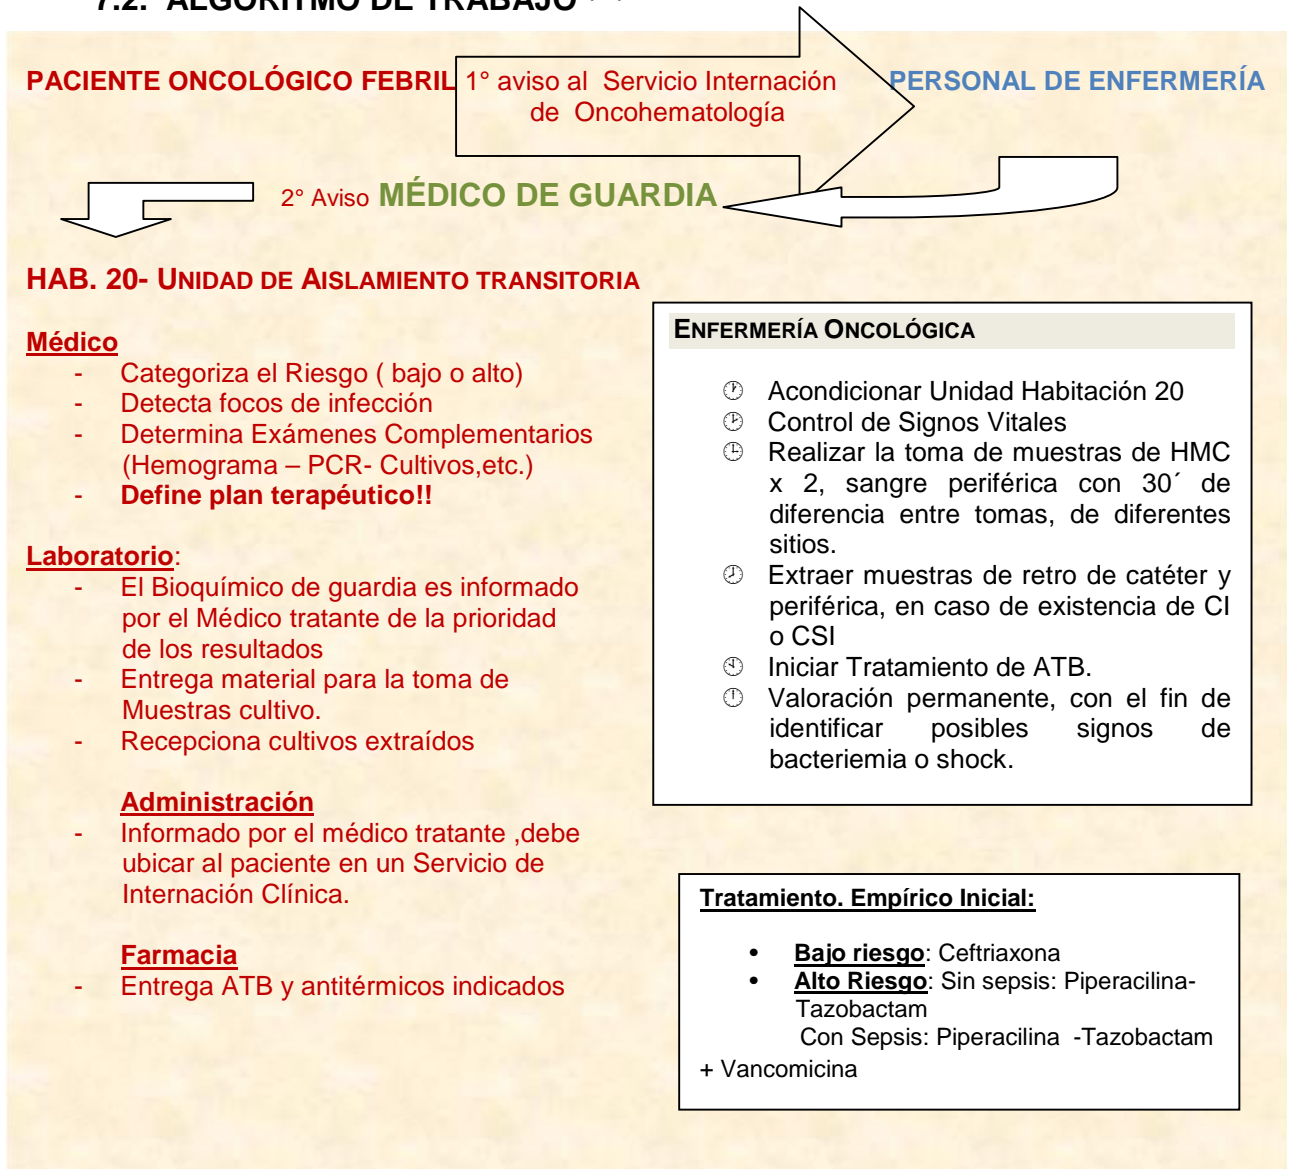 7.2. ALGORITMO DE TRABAJO
PACIENTE ONCOLÓGICO FEBRIL 1° aviso al Servicio Internación PERSONAL DE ENFERMERÍA
de Oncohematología
2° Aviso MÉDICO DE GUARDIA
HAB. 20- UNIDAD DE AISLAMIENTO TRANSITORIA
Médico
- Categoriza el Riesgo ( bajo o alto)
- Detecta focos de infección
- Determina Exámenes Complementarios
(Hemograma – PCR- Cultivos,etc.)
- Define plan terapéutico!!
Laboratorio:
- El Bioquímico de guardia es informado
por el Médico tratante de la prioridad
de los resultados
- Entrega material para la toma de
Muestras cultivo.
- Recepciona cultivos extraídos
Administración
- Informado por el médico tratante ,debe
ubicar al paciente en un Servicio de
Internación Clínica.
Farmacia
- Entrega ATB y antitérmicos indicados
ENFERMERÍA ONCOLÓGICA
Acondicionar Unidad Habitación 20
Control de Signos Vitales
Realizar la toma de muestras de HMC
x 2, sangre periférica con 30´ de
diferencia entre tomas, de diferentes
sitios.
Extraer muestras de retro de catéter y
periférica, en caso de existencia de CI
o CSI
Iniciar Tratamiento de ATB.
Valoración permanente, con el fin de
identificar posibles signos de
bacteriemia o shock.
Tratamiento. Empírico Inicial:
• Bajo riesgo: Ceftriaxona
• Alto Riesgo: Sin sepsis: Piperacilina-
Tazobactam
Con Sepsis: Piperacilina -Tazobactam
+ Vancomicina